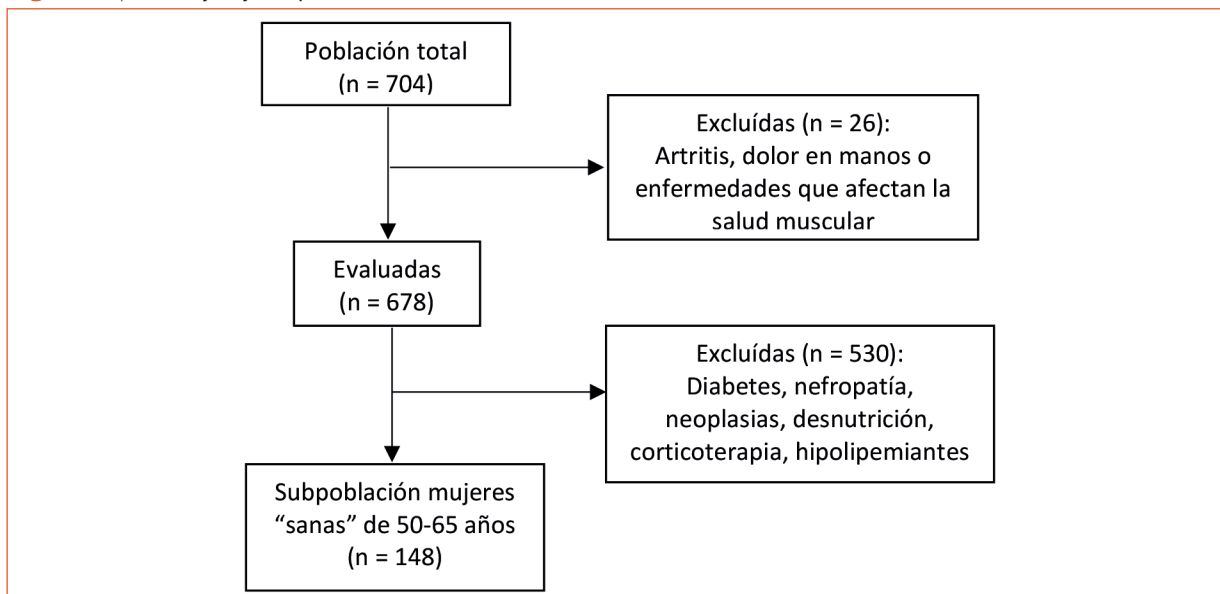 Población total
(n = 704)
Excluídas (n = 26):
Artritis, dolor en manos o
enfermedades que afectan la
salud muscular
Evaluadas
(n = 678)
Excluídas (n = 530):
Diabetes, nefropatía,
neoplasias, desnutrición,
corticoterapia, hipolipemiantes
Subpoblación mujeres
“sanas” de 50-65 años
(n = 148)